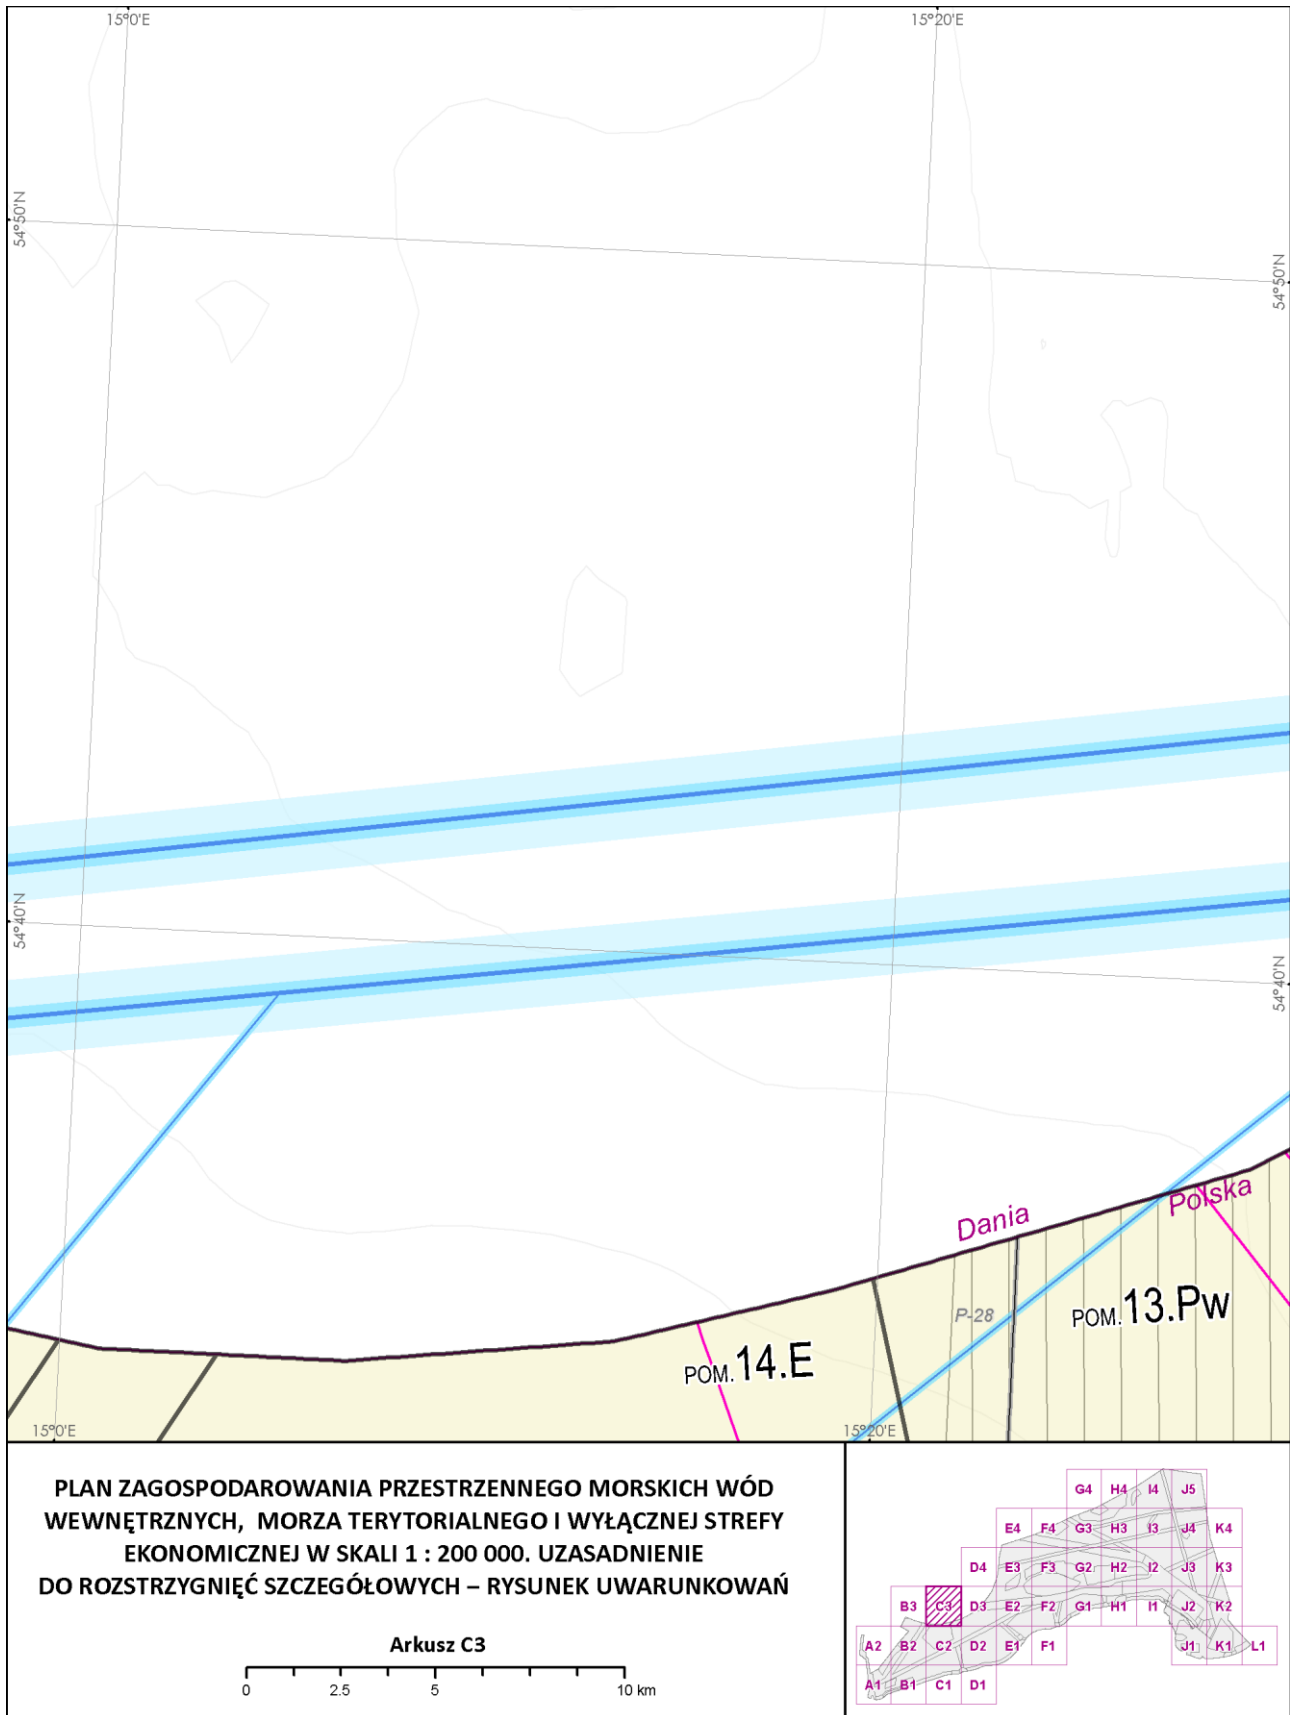 15°0'E
15°20'E
54°50'N
54°50'N
54°40'N
54°40'N
Dania
Polska
P-28
POM.13.Pw
POM.14.E
15°0'E
15°20'E
PLAN ZAGOSPODAROWANIA PRZESTRZENNEGO MORSKICH WÓD
WEWNĘTRZNYCH, MORZA TERYTORIALNEGO I WYŁĄCZNEJ STREFY
EKONOMICZNEJ W SKALI 1 : 200 000. UZASADNIENIE
DO ROZSTRZYGNIĘĆ SZCZEGÓŁOWYCH – RYSUNEK UWARUNKOWAŃ
Arkusz C3
0 2.5 5 10 km
G4 H4 I4 J5
E4 F4 G3 H3 I3 J4 K4
D4 E3 F3 G2 H2 I2 J3 K3
B3 C3 D3 E2 F2 G1 H1 I1 J2 K2
A2 B2 C2 D2 E1 F1 J1 K1 L1
A1 B1 C1 D1